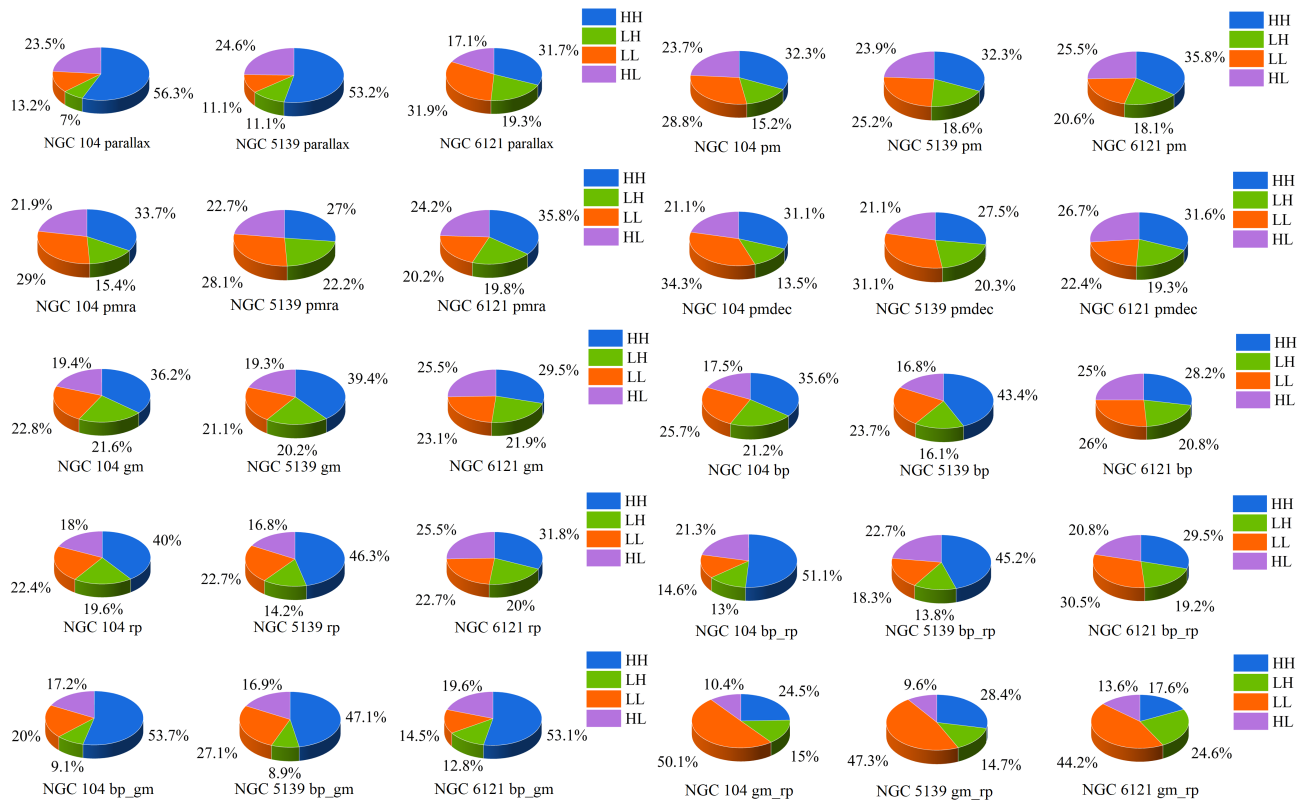 HH
LH
LL
HL
23.5%
56.3%
13.2%
7%
NGC 104 parallax
24.6%
53.2%
11.1%
11.1%
NGC 5139 parallax
17.1%
31.7%
31.9%
19.3%
NGC 6121 parallax
HH
LH
LL
HL
23.7%
32.3%
28.8%
15.2%
NGC 104 pm
23.9%
32.3%
25.2%
18.6%
NGC 5139 pm
25.5%
35.8%
20.6%
18.1%
NGC 6121 pm
HH
LH
LL
HL
21.9%
33.7%
29%
15.4%
NGC 104 pmra
22.7%
27%
28.1%
22.2%
NGC 5139 pmra
24.2%
35.8%
20.2%
19.8%
NGC 6121 pmra
HH
LH
LL
HL
21.1%
31.1%
34.3%
13.5%
NGC 104 pmdec
21.1%
27.5%
31.1%
20.3%
NGC 5139 pmdec
26.7%
31.6%
22.4%
19.3%
NGC 6121 pmdec
HH
LH
LL
HL
19.4%
36.2%
22.8%
21.6%
NGC 104 gm
19.3%
39.4%
21.1%
20.2%
NGC 5139 gm
25.5%
29.5%
23.1%
21.9%
NGC 6121 gm
HH
LH
LL
HL
17.5%
35.6%
25.7%
21.2%
NGC 104 bp
16.8%
43.4%
23.7%
16.1%
NGC 5139 bp
25%
28.2%
26%
20.8%
NGC 6121 bp
HH
LH
LL
HL
18%
40%
22.4%
19.6%
NGC 104 rp
16.8%
46.3%
22.7%
14.2%
NGC 5139 rp
25.5%
31.8%
22.7%
20%
NGC 6121 rp
HH
LH
LL
HL
21.3%
51.1%
14.6%
13%
NGC 104 bp_rp
22.7%
45.2%
18.3%
13.8%
NGC 5139 bp_rp
20.8%
29.5%
30.5%
19.2%
NGC 6121 bp_rp
HH
LH
LL
HL
17.2%
53.7%
20%
9.1%
NGC 104 bp_gm
16.9%
47.1%
27.1%
8.9%
NGC 5139 bp_gm
19.6%
53.1%
14.5%
12.8%
NGC 6121 bp_gm
HH
LH
LL
HL
10.4%
24.5%
50.1%
15%
NGC 104 gm_rp
9.6%
28.4%
47.3%
14.7%
NGC 5139 gm_rp
13.6%
17.6%
44.2%
24.6%
NGC 6121 gm_rp